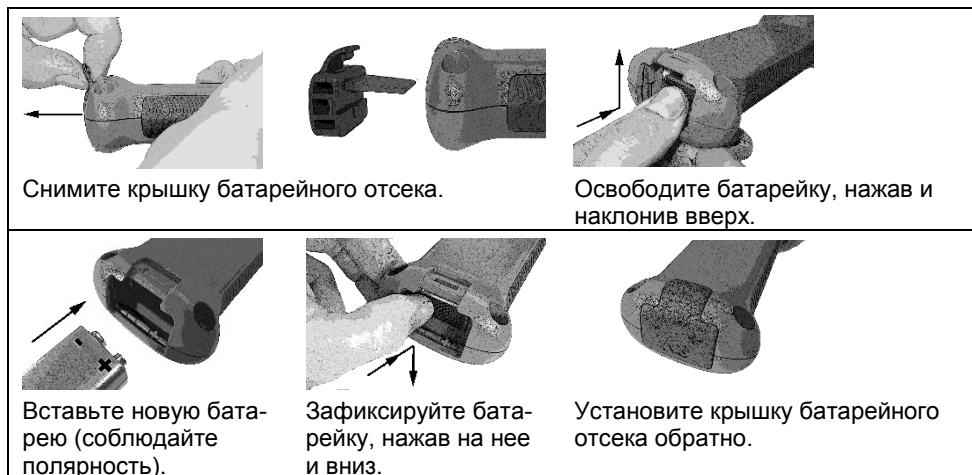 Снимите крышку батарейного отсека.
Освободите батарейку, нажав и
наклонив вверх.
Вставьте новую бата-
рею (соблюдайте
полярность).
Зафиксируйте бата-
рейку, нажав на нее
и вниз.
Установите крышку батарейного
отсека обратно.